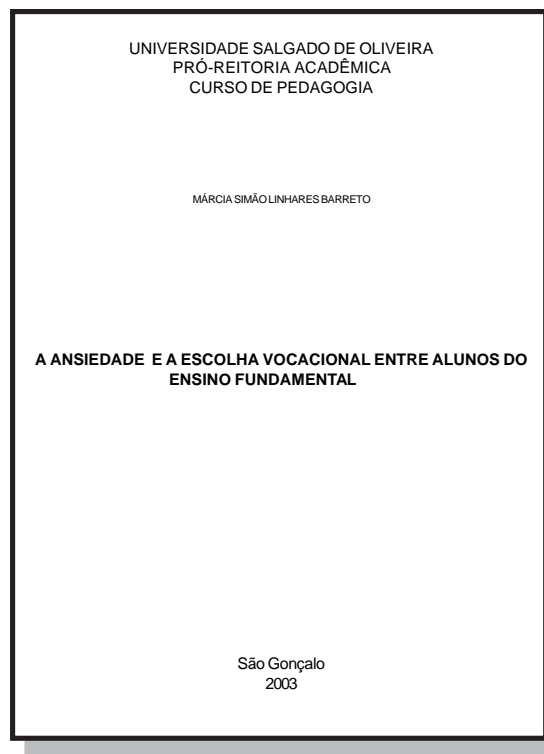 UNIVERSIDADE SALGADO DE OLIVEIRA
PRÓ-REITORIA ACADÊMICA
CURSO DE PEDAGOGIA
MÁRCIA SIMÃO LINHARES BARRETO
A ANSIEDADE E A ESCOLHA VOCACIONAL ENTRE ALUNOS DO
ENSINO FUNDAMENTAL
São Gonçalo
2003